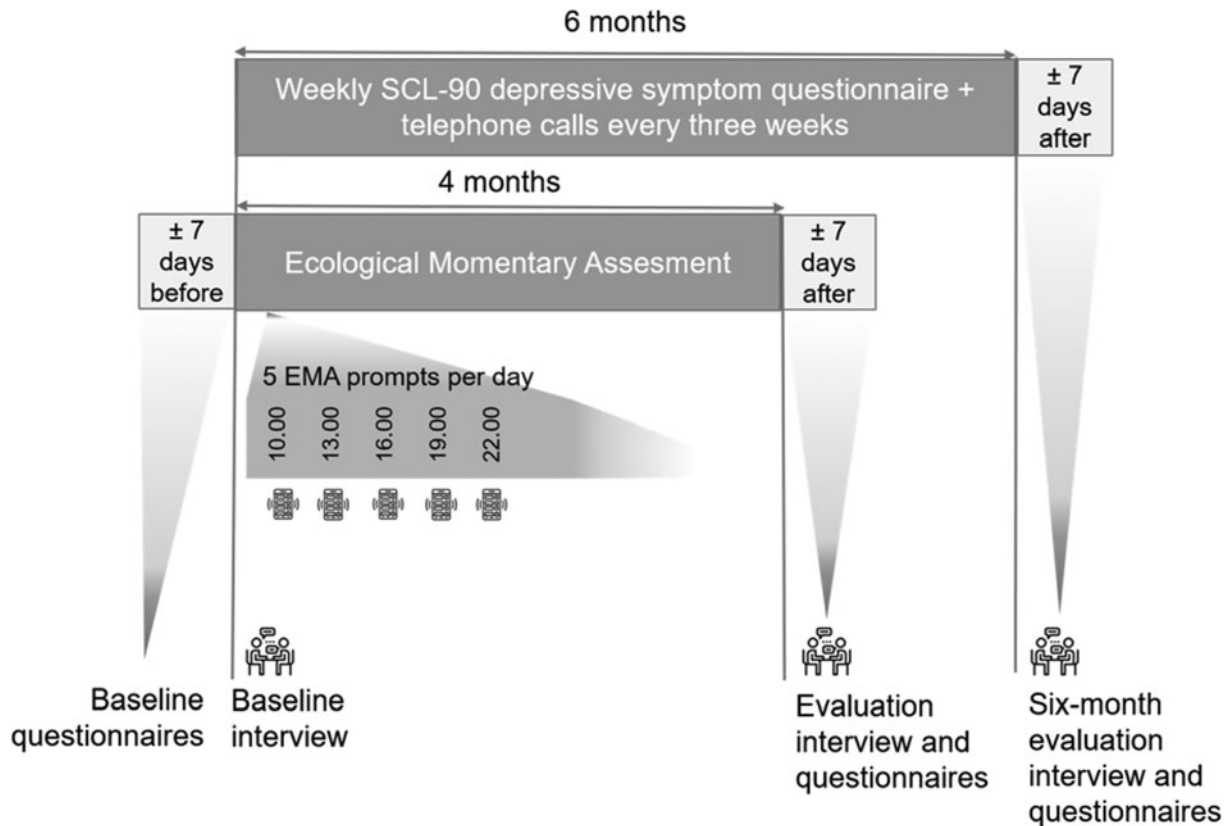 6 months
Weekly SCL-90 depressive symptom questionnaire +
telephone calls every three weeks
± 7
days
after
4 months
± 7
days
before
Ecological Momentary Assesment
± 7
days
after
5 EMA prompts per day
10.00
13.00
16.00
19.00
22.00
Baseline
questionnaires
Baseline
interview
Evaluation
interview and
questionnaires
Six-month
evaluation
interview and
questionnaires